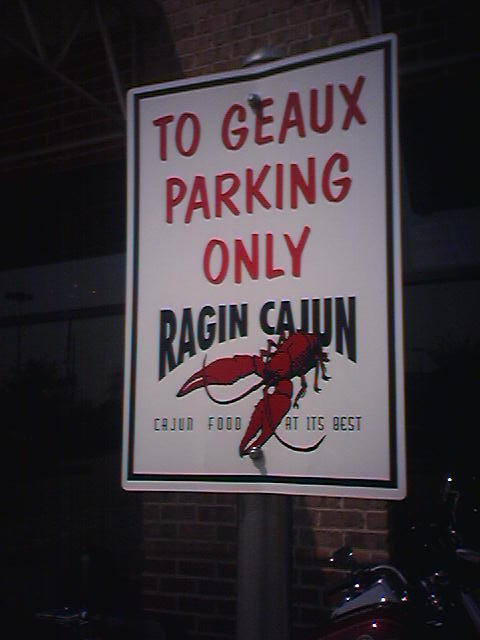 TO GEAUX
PARKING
ONLY
RAGIN CAJUN
CAJUN FOOD AT ITS BEST